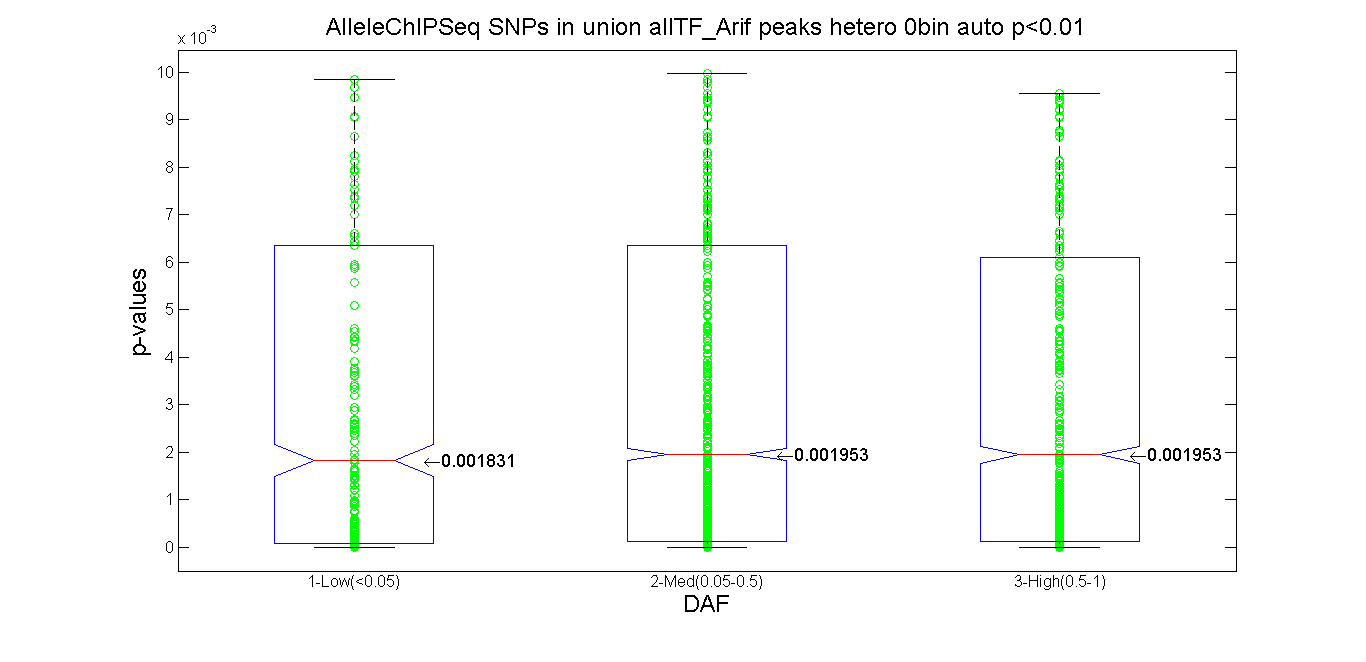 AlleleChIPSeq SNPs in union allTF_Arif peaks hetero 0bin auto p<0.01
x 10^-3
10
9
8
7
6
5
4
3
2
1
0
p-values
←0.001831
←0.001953
←0.001953
1-Low(<0.05)
2-Med(0.05-0.5)
3-High(0.5-1)
DAF